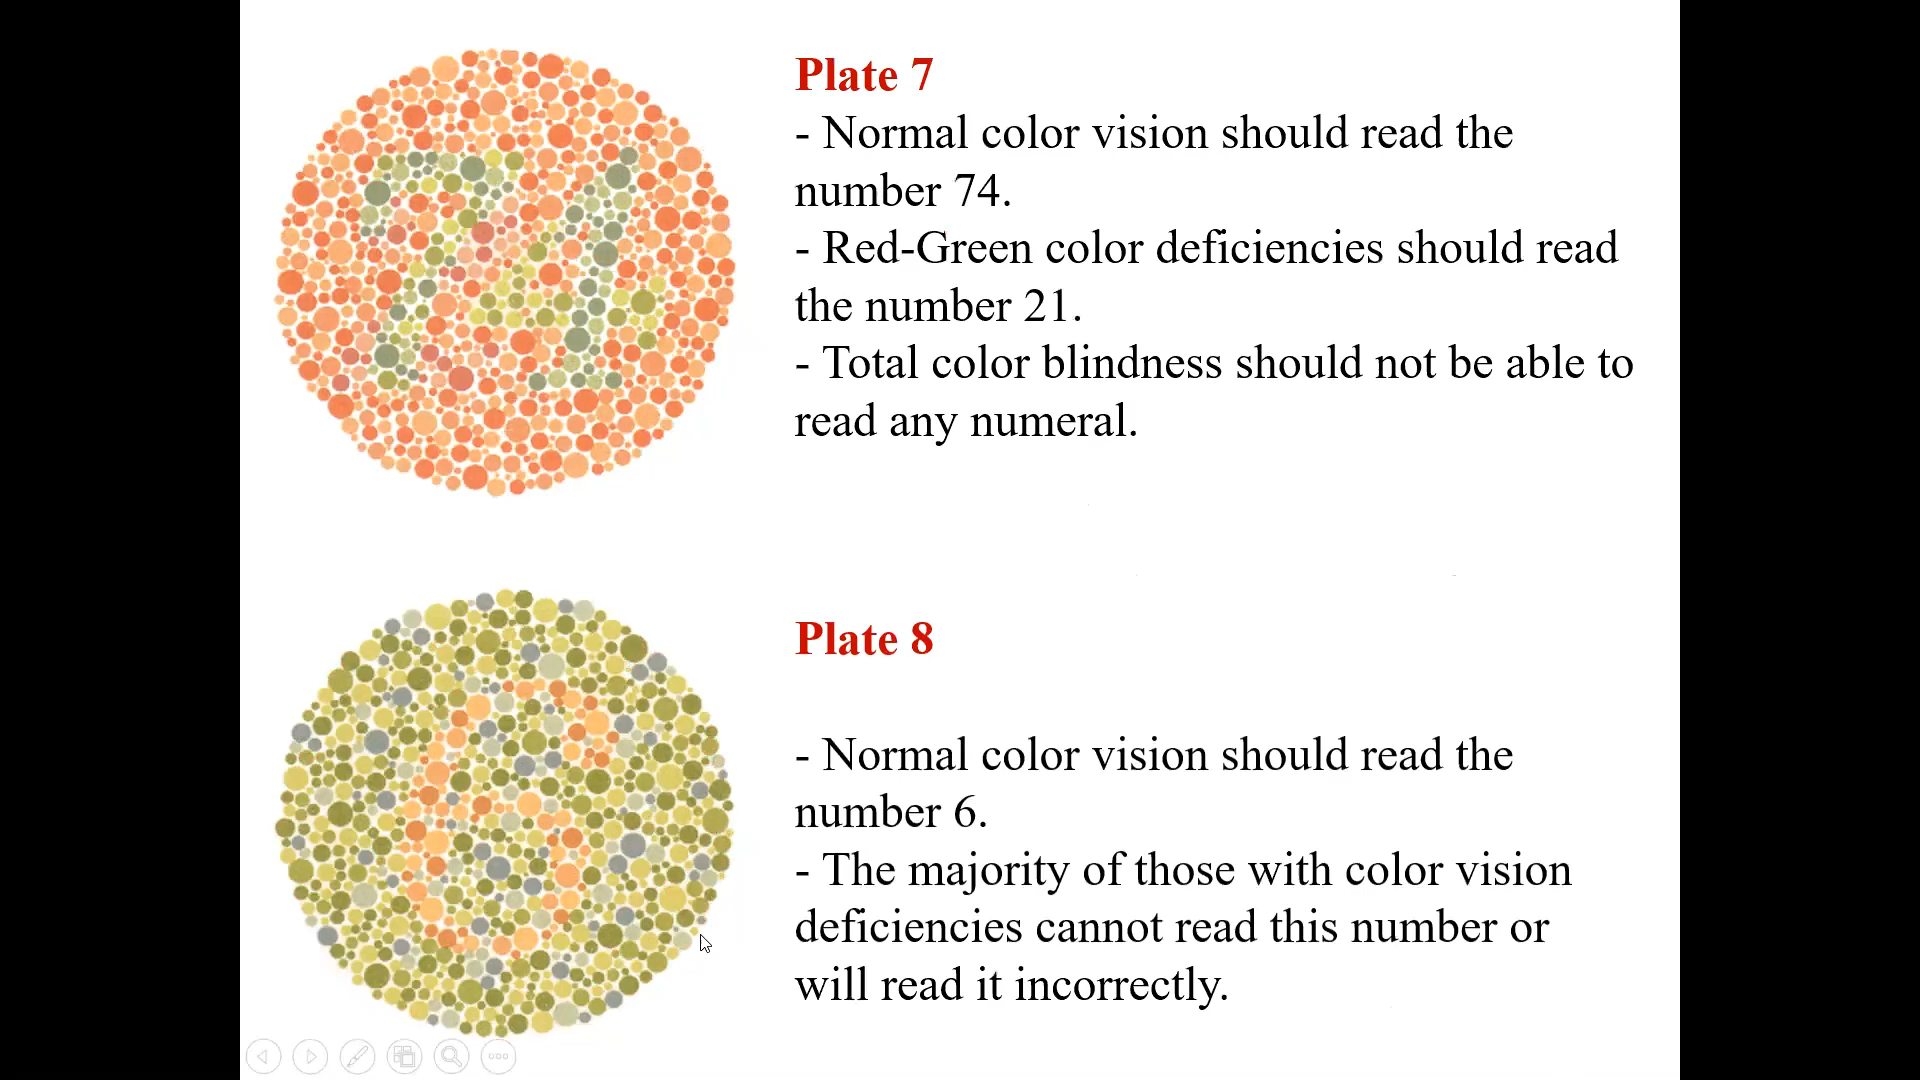 74
Plate 7
- Normal color vision should read the
number 74.
- Red-Green color deficiencies should read
the number 21.
- Total color blindness should not be able to
read any numeral.
6
Plate 8
- Normal color vision should read the
number 6.
- The majority of those with color vision
deficiencies cannot read this number or
will read it incorrectly.